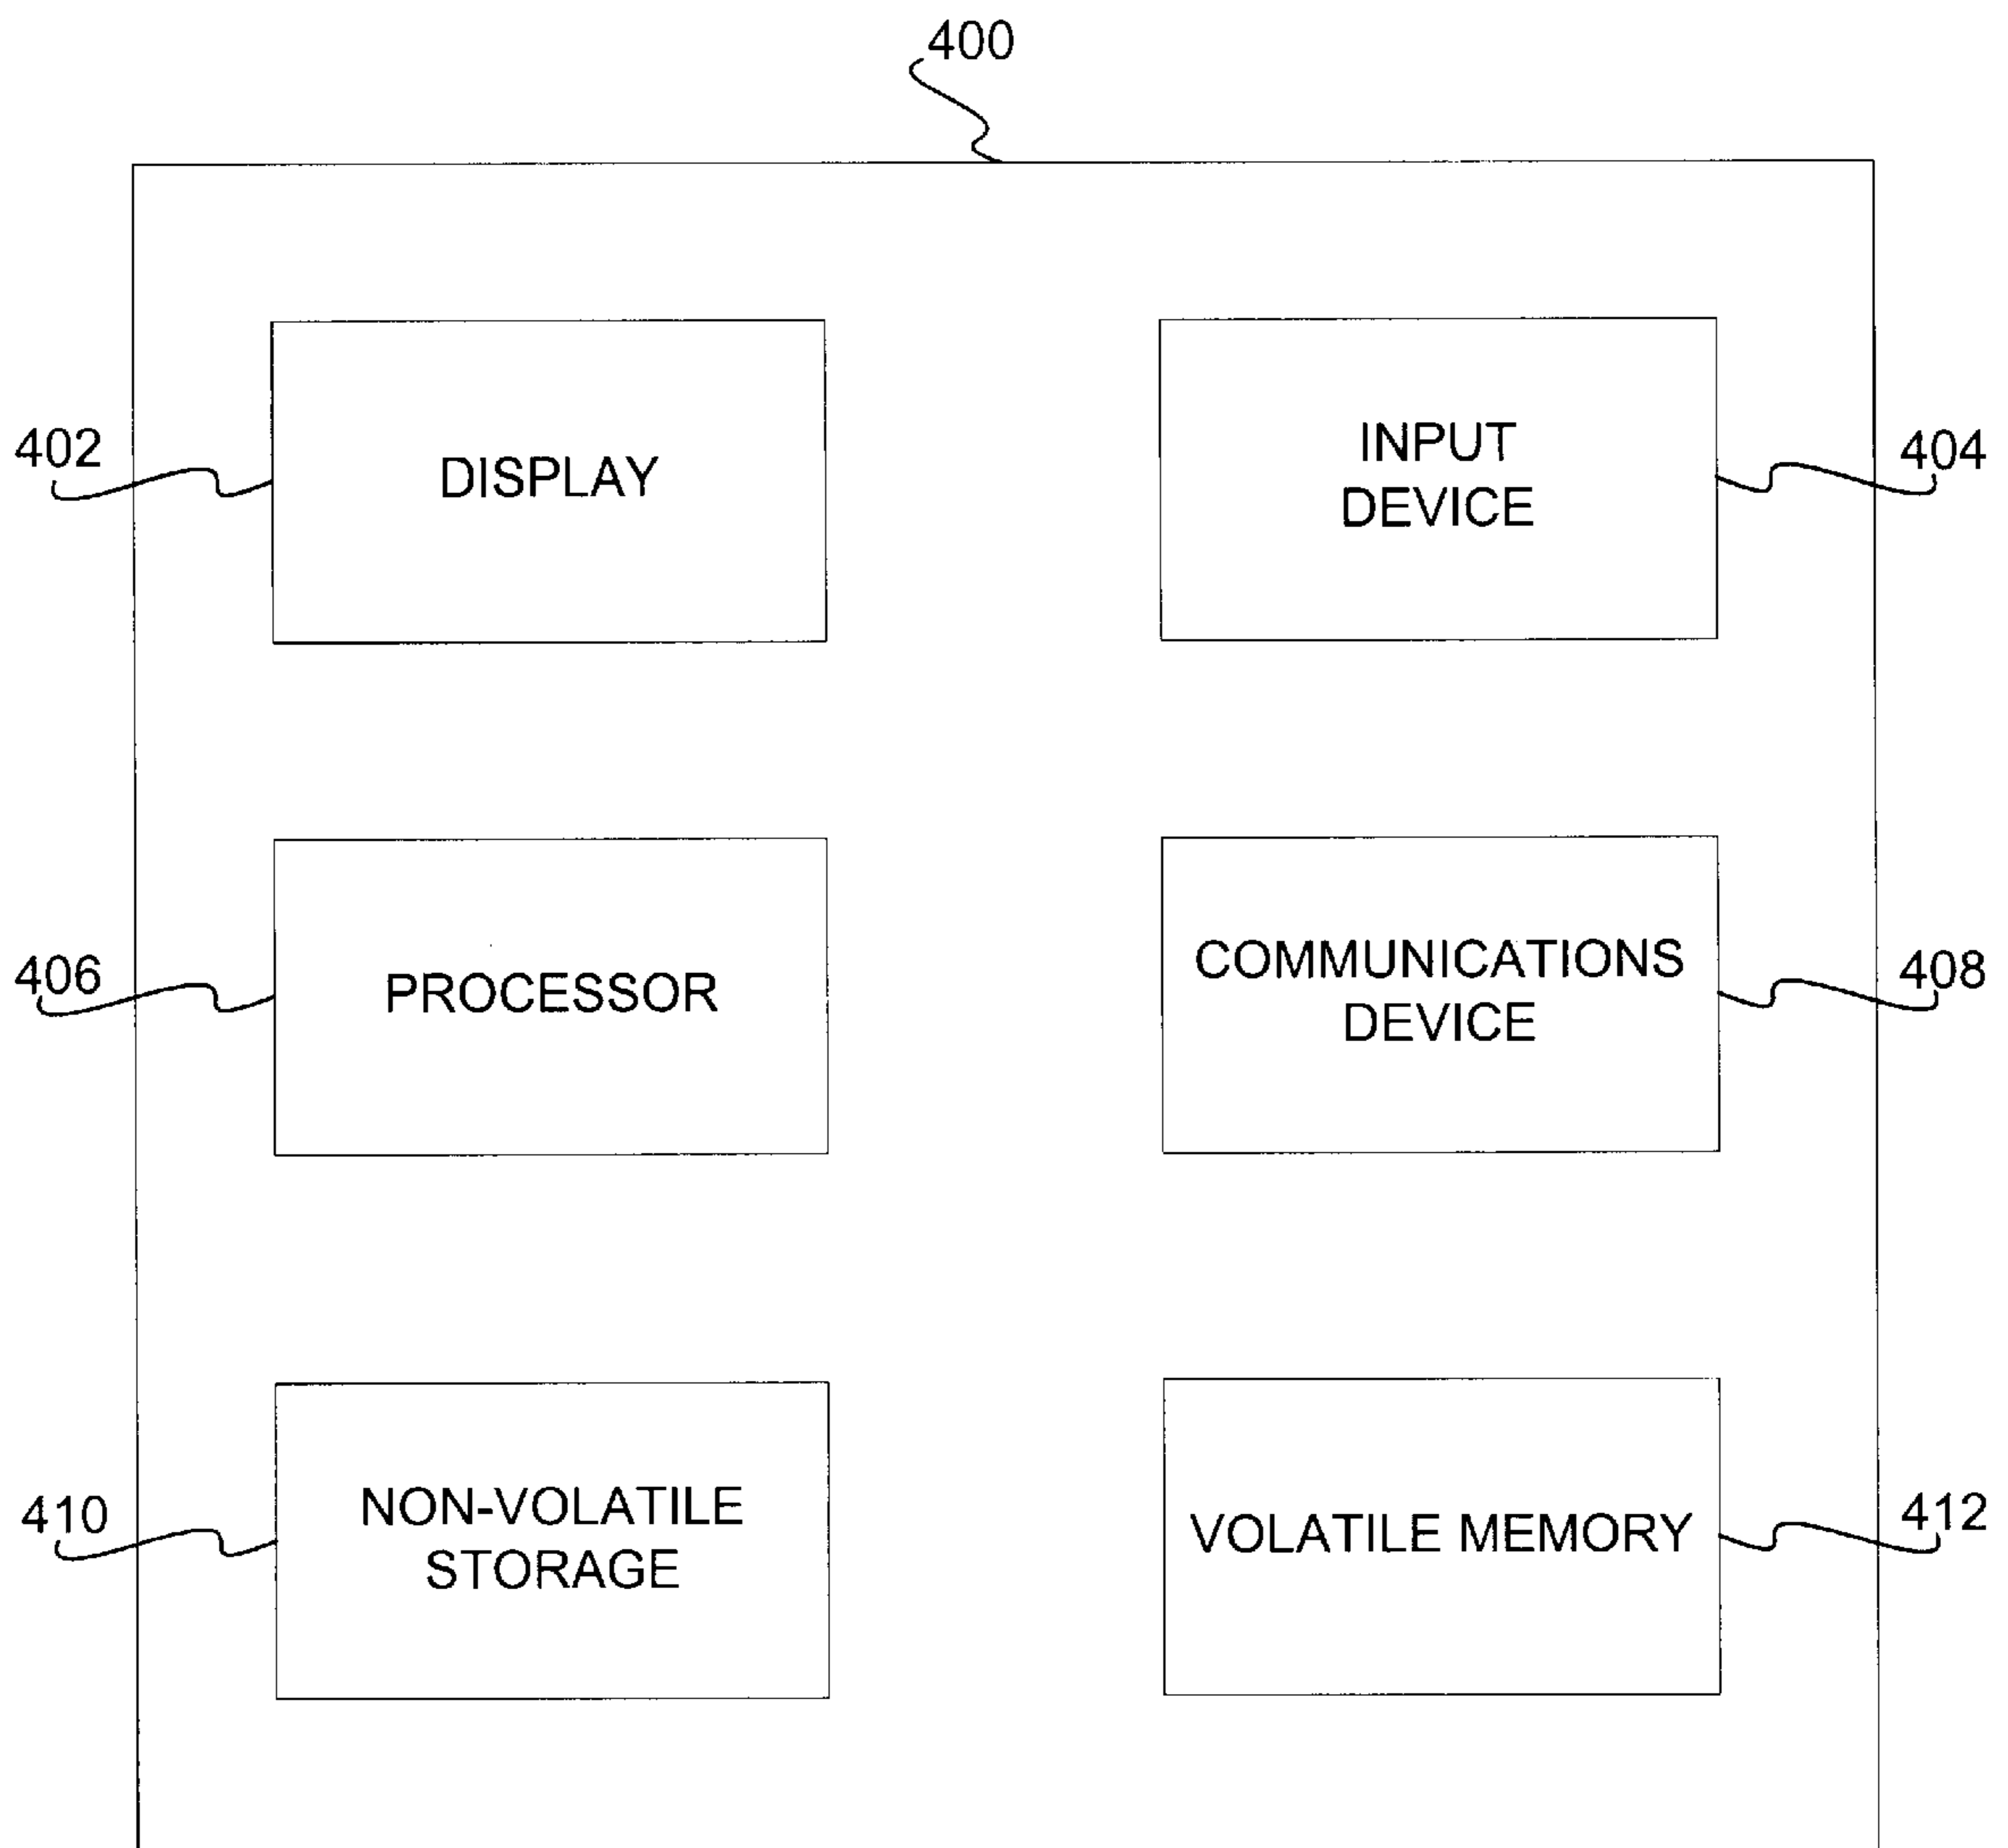 400
402
DISPLAY
INPUT
DEVICE
404
406
PROCESSOR
COMMUNICATIONS
DEVICE
408
410
NON-VOLATILE
STORAGE
VOLATILE MEMORY
412